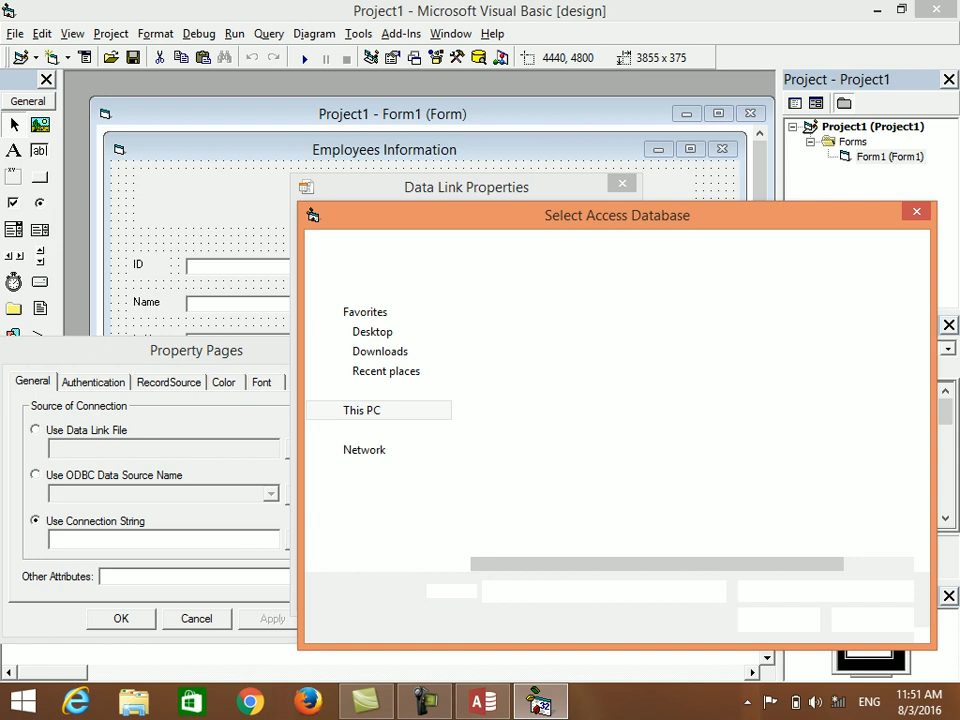 Project1 - Microsoft Visual Basic [design]
File Edit View Project Format Debug Run Query Diagram Tools Add-Ins Window Help
4440, 4800 3855 x 375
General
A
ab|
xy
Project1 - Form1 (Form)
Employees Information
ID
Name
Project - Project1
Project1 (Project1)
Forms
Form1 (Form1)
Data Link Properties
Select Access Database
Favorites
Desktop
Downloads
Recent places
This PC
Network
Property Pages
General Authentication RecordSource Color Font
Source of Connection
Use Data Link File
Use ODBC Data Source Name
Use Connection String
Other Attributes:
OK Cancel Apply
ENG
11:51 AM
8/3/2016